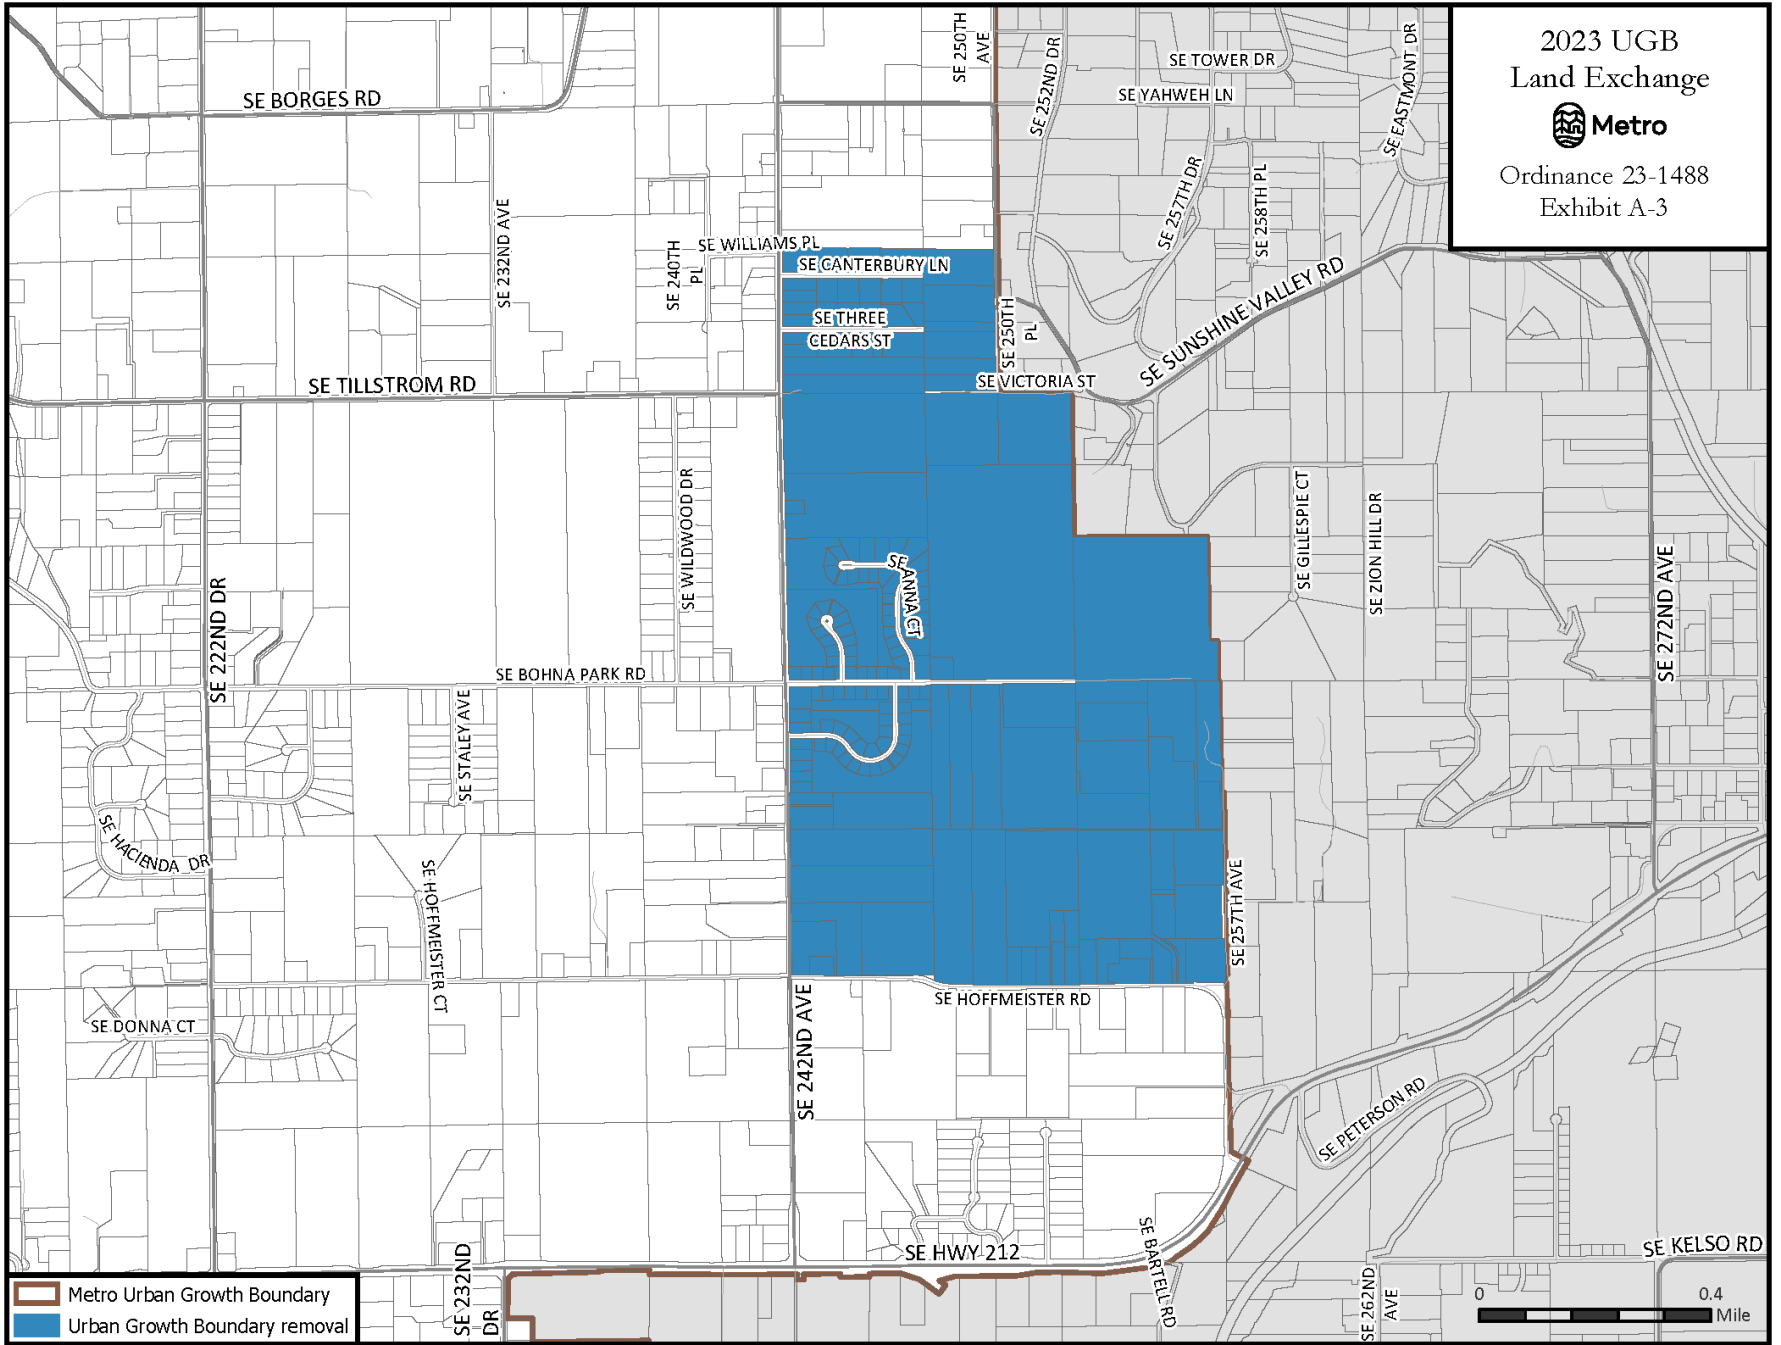 2023 UGB
Land Exchange
Metro
Ordinance 23-1488
Exhibit A-3
SE 250TH
AVE
SE 252ND DR
SE TOWER DR
SE YAHWEH LN
SE EASTMONT DR
SE BORGES RD
SE 257TH DR
SE 258TH PL
SE 232ND AVE
SE 240TH
PL
SE WILLIAMS PL
SE CANTERBURY LN
SE THREE
CEDARS ST
SE 250TH
PL
SE SUNSHINE VALLEY RD
SE TILLSTROM RD
SE VICTORIA ST
SE WILDWOOD DR
SE GILLESPIE CT
SE ZION HILL DR
SE 272ND AVE
SE ANNA CT
SE 222ND DR
SE BOHNA PARK RD
SE STALEY AVE
SE HACIENDA DR
SE HOFFMEISTER CT
SE 257TH AVE
SE DONNA CT
SE HOFFMEISTER RD
SE 242ND AVE
SE PETERSON RD
SE HWY 212
SE BARTELL RD
SE KELSO RD
SE 232ND
DR
SE 262ND
AVE
Metro Urban Growth Boundary
Urban Growth Boundary removal
0 0.4
Mile